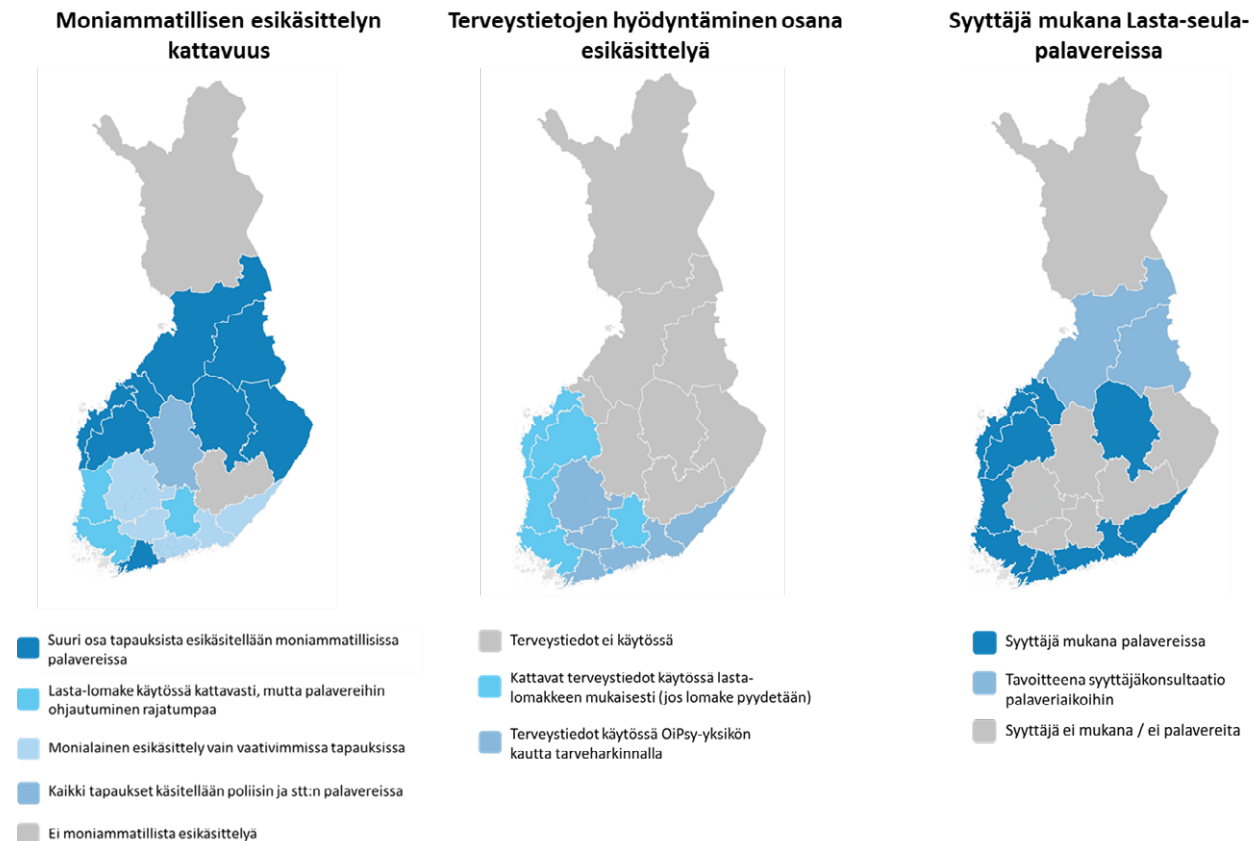 Moniammatillisen esikäsittelyn
kattavuus
Suuri osa tapauksista esikäsitellään moniammatillisissa
palavereissa
Lasta-lomake käytössä kattavasti, mutta palavereihin
ohjautuminen rajatumpaa
Monialainen esikäsittely vain vaativimmissa tapauksissa
Kaikki tapaukset käsitellään poliisin ja stt:n palavereissa
Ei moniammatillista esikäsittelyä
Terveystietojen hyödyntäminen osana
esikäsittelyä
Terveystiedot ei käytössä
Kattavat terveystiedot käytössä lasta-
lomakkeen mukaisesti (jos lomake pyydetään)
Terveystiedot käytössä OiPsy-yksikön
kautta tarveharkinnalla
Syyttäjä mukana Lasta-seula-
palavereissa
Syyttäjä mukana palavereissa
Tavoitteena syyttäjäkonsultaatio
palaveriaikoihin
Syyttäjä ei mukana / ei palavereita